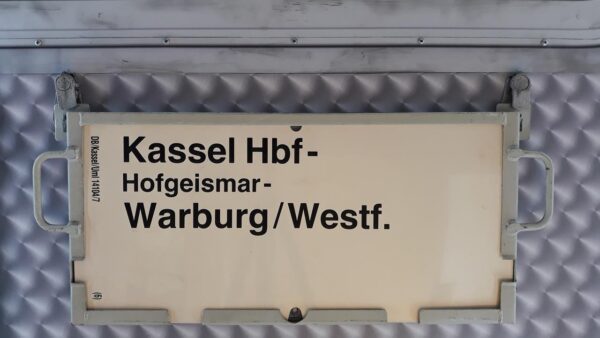 Kassel Hbf-
Hofgeismar-
Warburg/Westf.